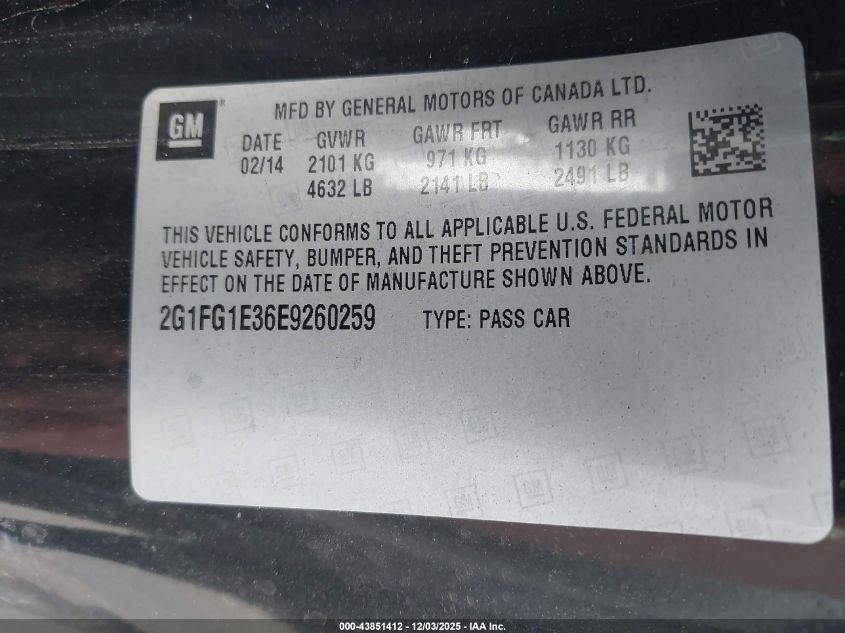 GM
MFD BY GENERAL MOTORS OF CANADA LTD.
DATE GVWR GAWR FRT GAWR RR
02/14 2101 KG 971 KG 1130 KG
4632 LB 2141 LB 2491 LB
THIS VEHICLE CONFORMS TO ALL APPLICABLE U.S. FEDERAL MOTOR
VEHICLE SAFETY, BUMPER, AND THEFT PREVENTION STANDARDS IN
EFFECT ON THE DATE OF MANUFACTURE SHOWN ABOVE.
2G1FG1E36E9260259 TYPE: PASS CAR
000-43851412 - 12/03/2025 - IAA Inc.